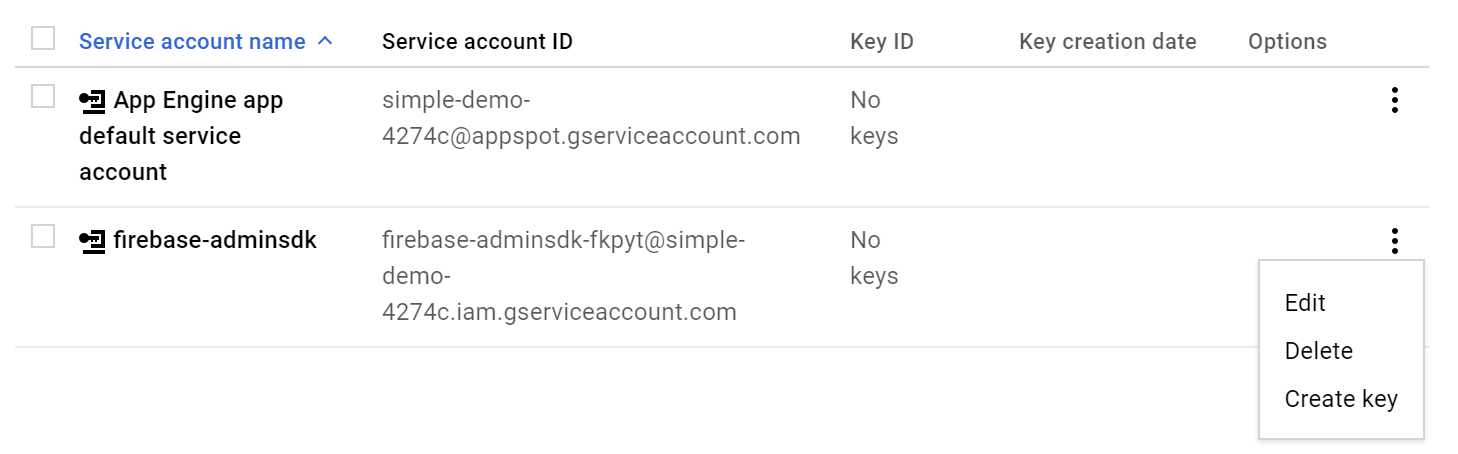 Service account name Service account ID Key ID Key creation date Options
App Engine app simple-demo- No
default service 4274c@appspot.gserviceaccount.com keys
account
firebase-adminsdk firebase-adminsdk-fkpyt@simple- No
demo- keys
4274c.iam.gserviceaccount.com
Edit
Delete
Create key